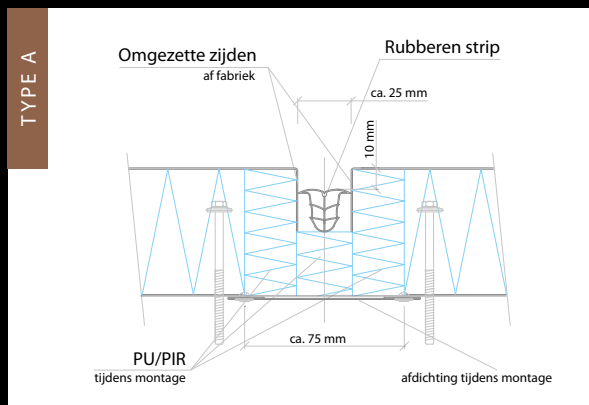 TYPE A
Omgezette zijden
af fabriek
Rubberen strip
ca. 25 mm
10 mm
ca. 75 mm
PU/PIR
tijdens montage
afdichting tijdens montage